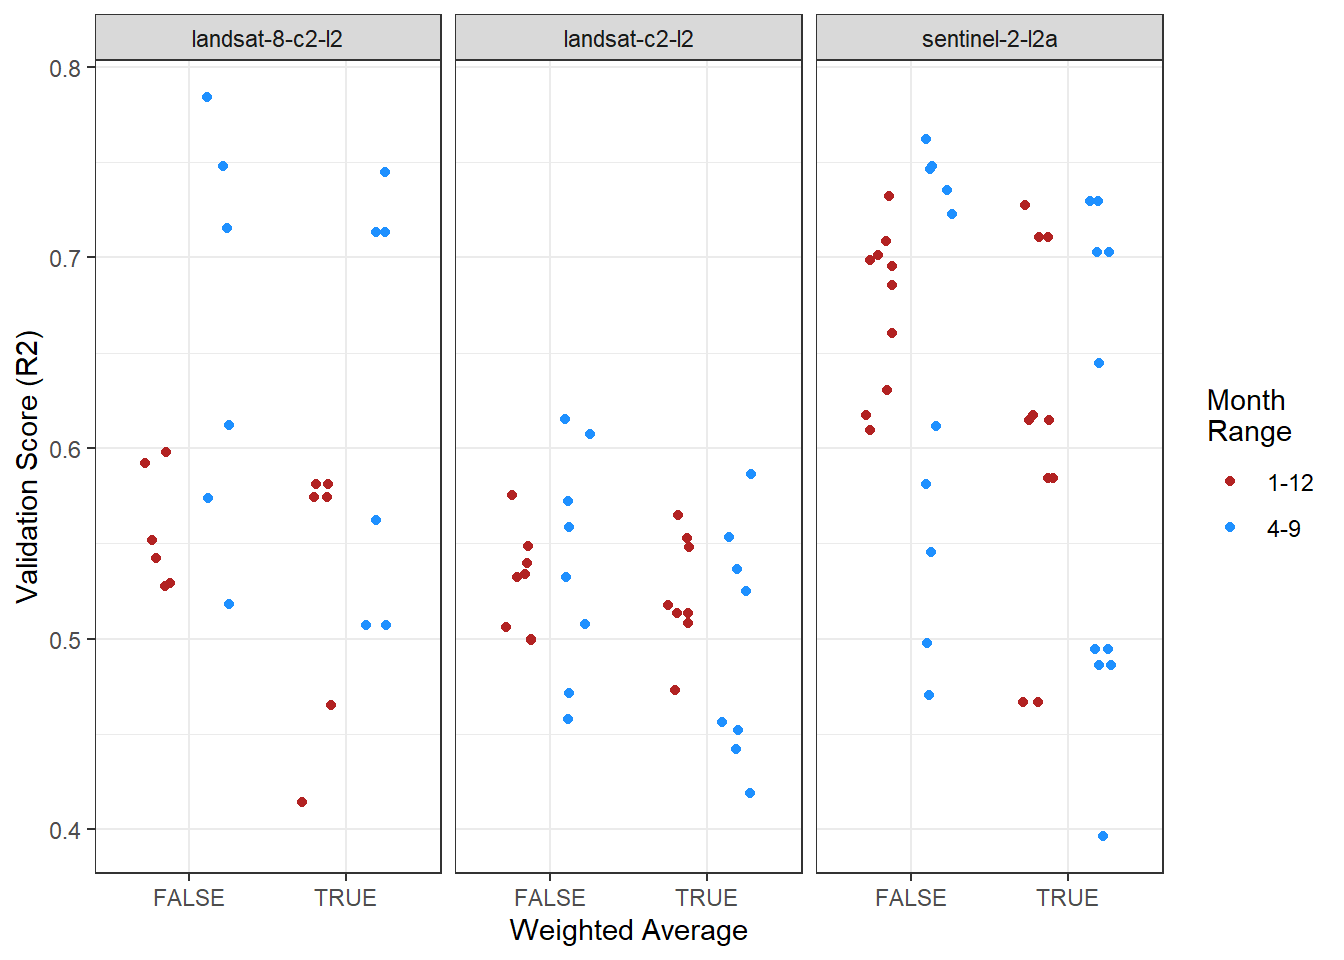 landsat-8-c2-l2
landsat-c2-l2
sentinel-2-l2a
Validation Score (R2)
0.8
0.7
0.6
0.5
0.4
FALSE
TRUE
FALSE
TRUE
FALSE
TRUE
Weighted Average
Month
Range
1-12
4-9